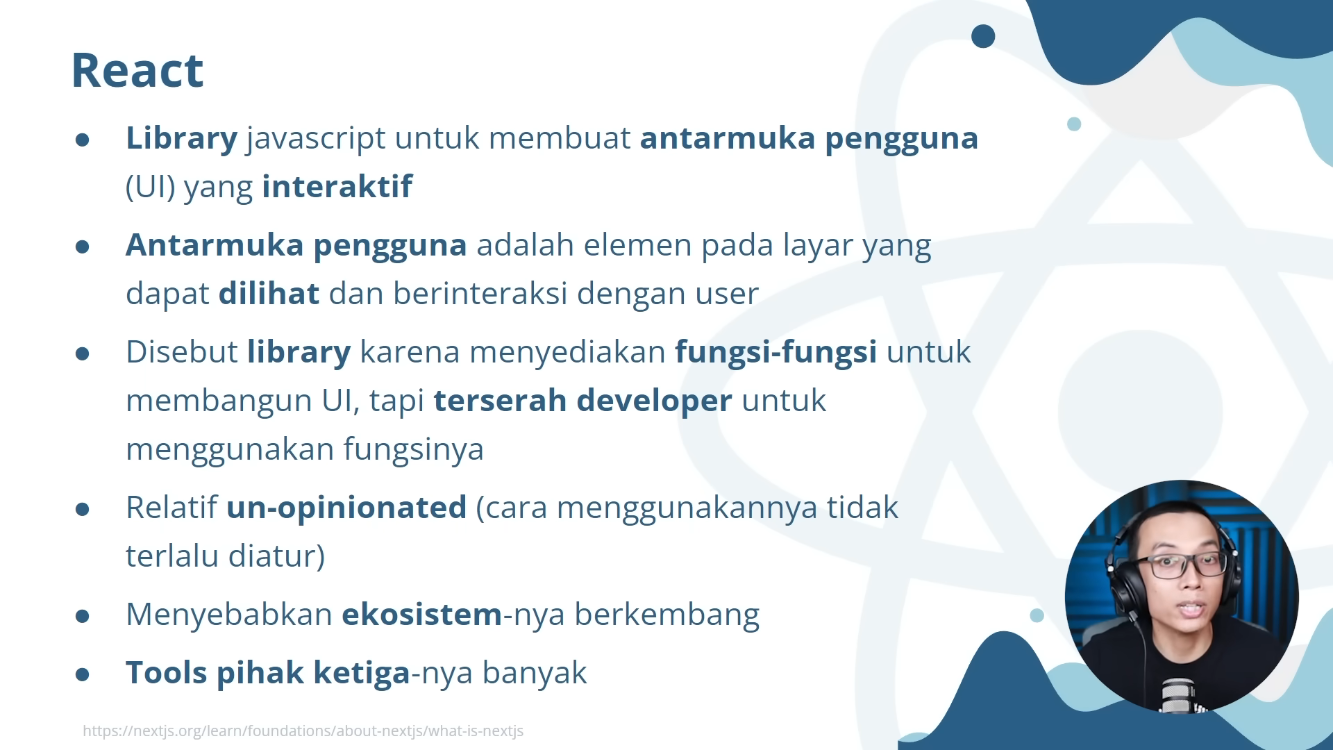 React
● Library javascript untuk membuat antarmuka pengguna
(UI) yang interaktif
● Antarmuka pengguna adalah elemen pada layar yang
dapat dilihat dan berinteraksi dengan user
● Disebut library karena menyediakan fungsi-fungsi untuk
membangun UI, tapi terserah developer untuk
menggunakan fungsinya
● Relatif un-opinionated (cara menggunakannya tidak
terlalu diatur)
● Menyebabkan ekosistem-nya berkembang
● Tools pihak ketiga-nya banyak
https://nextjs.org/learn/foundations/about-nextjs/what-is-nextjs